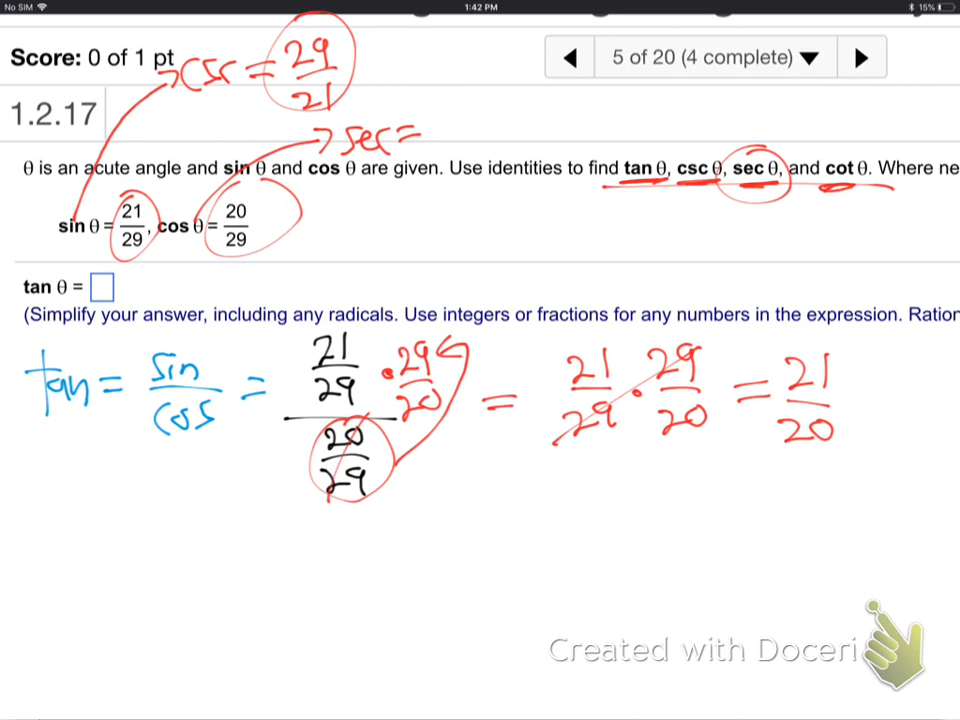 No SIM 1:42 PM 15%
Score: 0 of 1 pt
5 of 20 (4 complete)
csc = 29/21
1.2.17
sec =
θ is an acute angle and sin θ and cos θ are given. Use identities to find tan θ, csc θ, sec θ, and cot θ. Where ne
sin θ = 21/29, cos θ = 20/29
tan θ =
(Simplify your answer, including any radicals. Use integers or fractions for any numbers in the expression. Ration
tan = sin/cos = 21/29 / 20/29 · 29/20 = 21/29 · 29/20 = 21/20
Created with Doceri